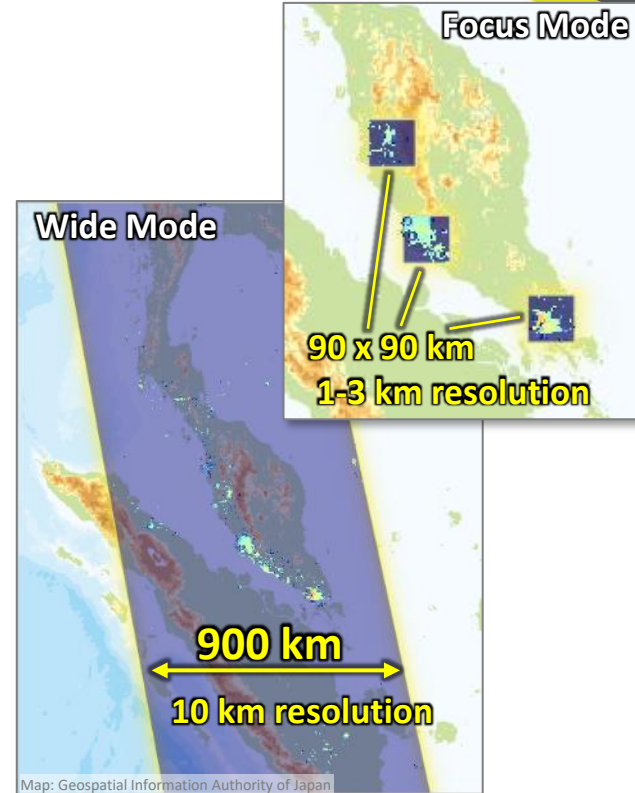 Focus Mode
90 x 90 km
1-3 km resolution
Wide Mode
900 km
10 km resolution
Map: Geospatial Information Authority of Japan